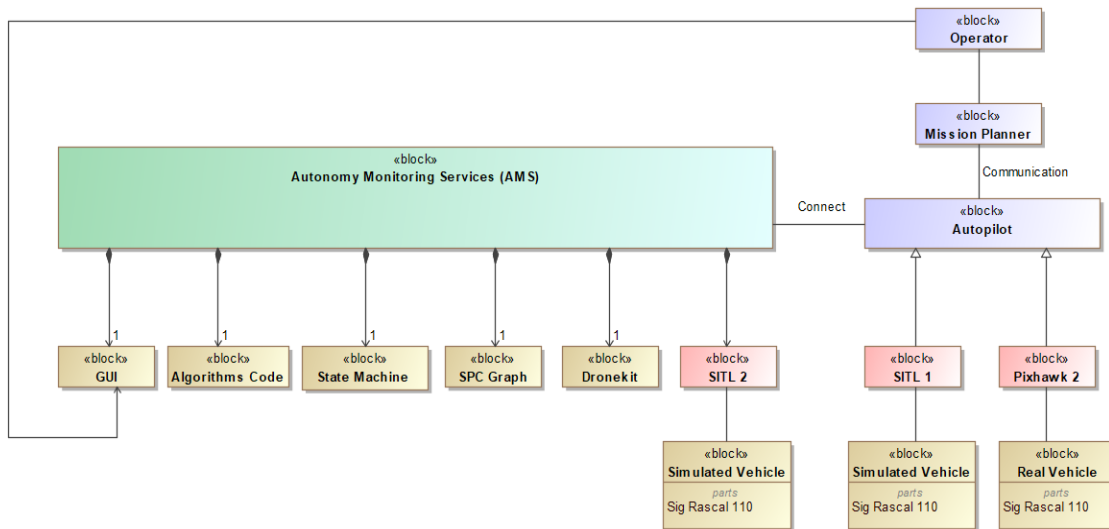 «block»
Operator
«block»
Mission Planner
Communication
«block»
Autonomy Monitoring Services (AMS)
Connect
«block»
Autopilot
1
1
1
1
1
«block»
GUI
«block»
Algorithms Code
«block»
State Machine
«block»
SPC Graph
«block»
Dronekit
«block»
SITL 2
«block»
SITL 1
«block»
Pixhawk 2
«block»
Simulated Vehicle
parts
Sig Rascal 110
«block»
Simulated Vehicle
parts
Sig Rascal 110
«block»
Real Vehicle
parts
Sig Rascal 110